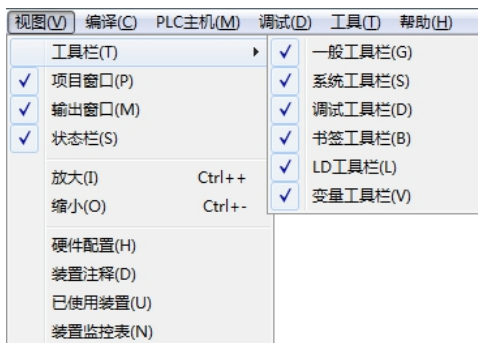 视图(V) 编译(C) PLC主机(M) 调试(D) 工具(T) 帮助(H)
工具栏(T)
项目窗口(P)
输出窗口(M)
状态栏(S)
放大(I) Ctrl++
缩小(O) Ctrl+-
硬件配置(H)
装置注释(D)
已使用装置(U)
装置监控表(N)
一般工具栏(G)
系统工具栏(S)
调试工具栏(D)
书签工具栏(B)
LD工具栏(L)
变量工具栏(V)